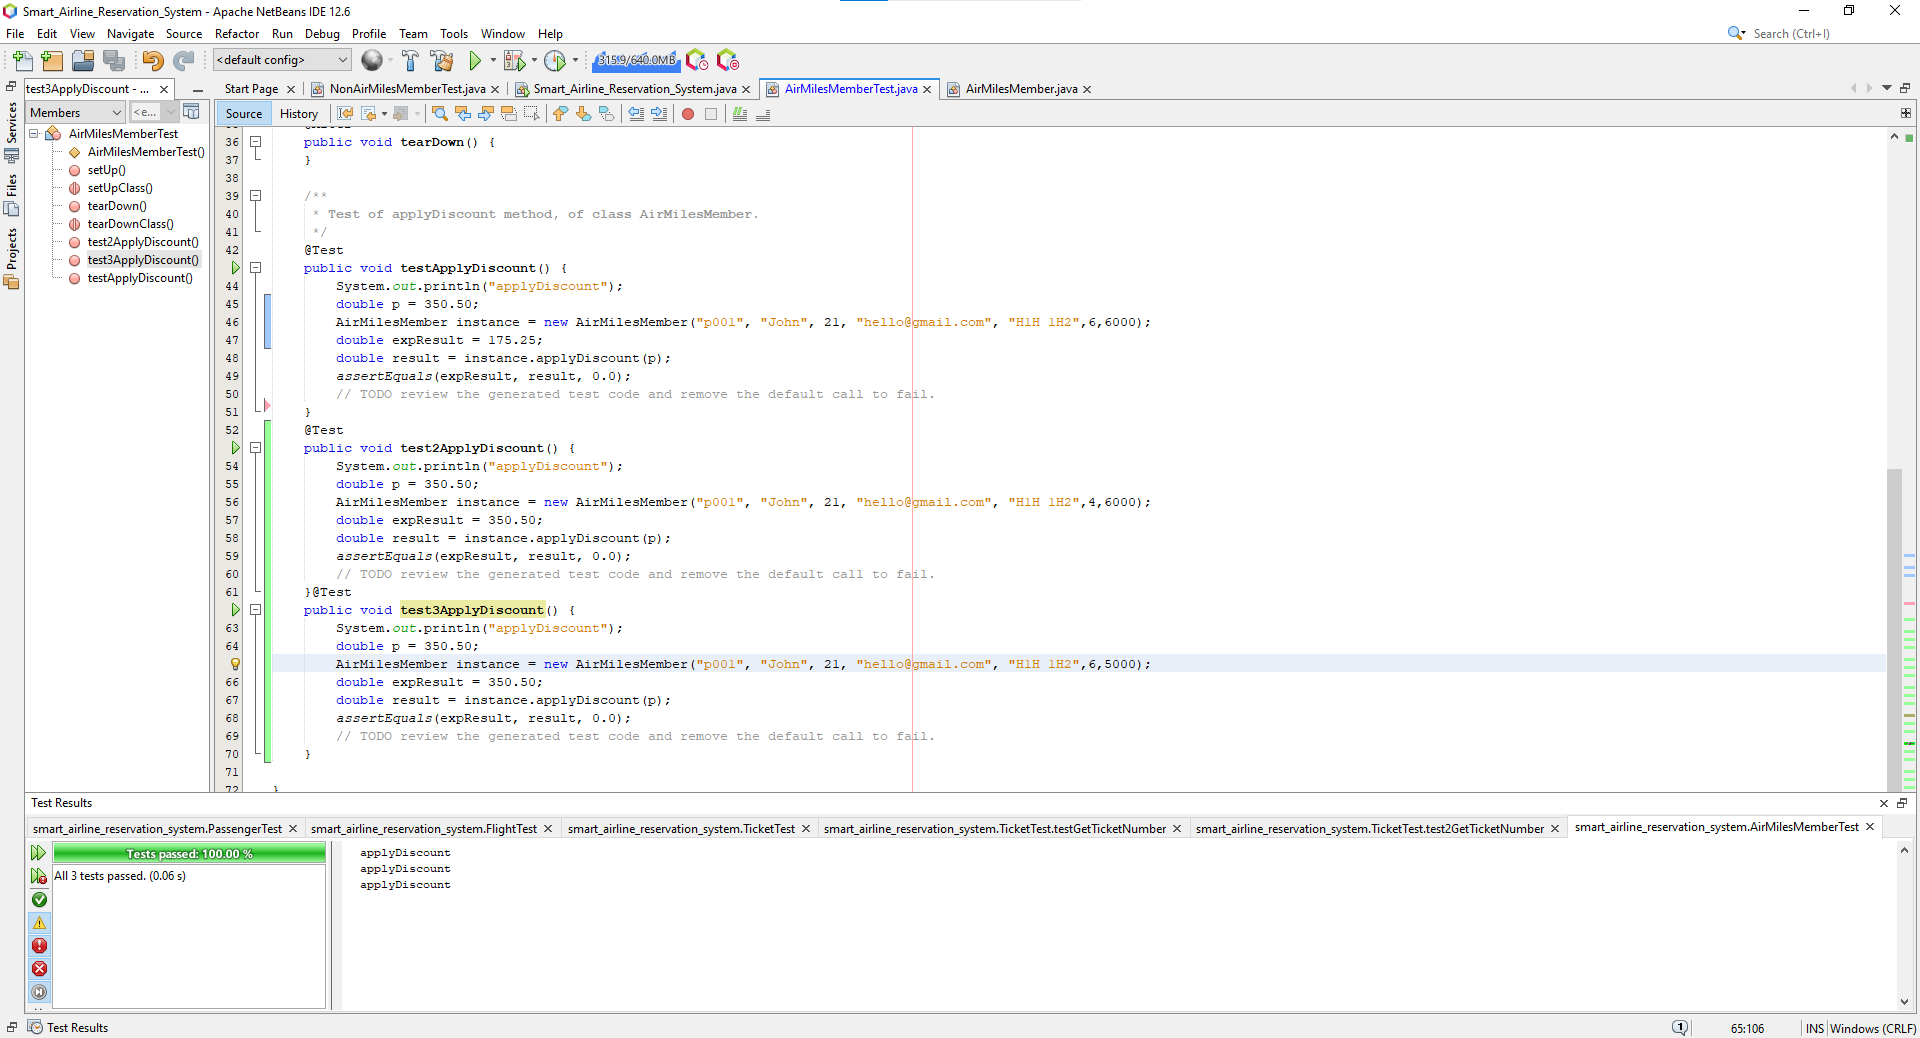 Smart_Airline_Reservation_System - Apache NetBeans IDE 12.6
File Edit View Navigate Source Refactor Run Debug Profile Team Tools Window Help
Search (Ctrl+I)
<default config>
315.9/640.0MB
test3ApplyDiscount - ...
Start Page
NonAirMilesMemberTest.java
Smart_Airline_Reservation_System.java
AirMilesMemberTest.java
AirMilesMember.java
Members
<e...
Source History
Services
Files
Projects
AirMilesMemberTest
AirMilesMemberTest()
setUp()
setUpClass()
tearDown()
tearDownClass()
test2ApplyDiscount()
test3ApplyDiscount()
testApplyDiscount()
36 public void tearDown() {
37 }
38
39 /**
40 * Test of applyDiscount method, of class AirMilesMember.
41 */
42 @Test
public void testApplyDiscount() {
44 System.out.println("applyDiscount");
45 double p = 350.50;
46 AirMilesMember instance = new AirMilesMember("p001", "John", 21, "hello@gmail.com", "H1H 1H2",6,6000);
47 double expResult = 175.25;
48 double result = instance.applyDiscount(p);
49 assertEquals(expResult, result, 0.0);
50 // TODO review the generated test code and remove the default call to fail.
51 }
52 @Test
public void test2ApplyDiscount() {
54 System.out.println("applyDiscount");
55 double p = 350.50;
56 AirMilesMember instance = new AirMilesMember("p001", "John", 21, "hello@gmail.com", "H1H 1H2",4,6000);
57 double expResult = 350.50;
58 double result = instance.applyDiscount(p);
59 assertEquals(expResult, result, 0.0);
60 // TODO review the generated test code and remove the default call to fail.
61 }@Test
public void test3ApplyDiscount() {
63 System.out.println("applyDiscount");
64 double p = 350.50;
AirMilesMember instance = new AirMilesMember("p001", "John", 21, "hello@gmail.com", "H1H 1H2",6,5000);
66 double expResult = 350.50;
67 double result = instance.applyDiscount(p);
68 assertEquals(expResult, result, 0.0);
69 // TODO review the generated test code and remove the default call to fail.
70 }
71
72 }
Test Results
smart_airline_reservation_system.PassengerTest
smart_airline_reservation_system.FlightTest
smart_airline_reservation_system.TicketTest
smart_airline_reservation_system.TicketTest.testGetTicketNumber
smart_airline_reservation_system.TicketTest.test2GetTicketNumber
smart_airline_reservation_system.AirMilesMemberTest
Tests passed: 100.00 %
All 3 tests passed. (0.06 s)
applyDiscount
applyDiscount
applyDiscount
Test Results
1
65:106
INS
Windows (CRLF)